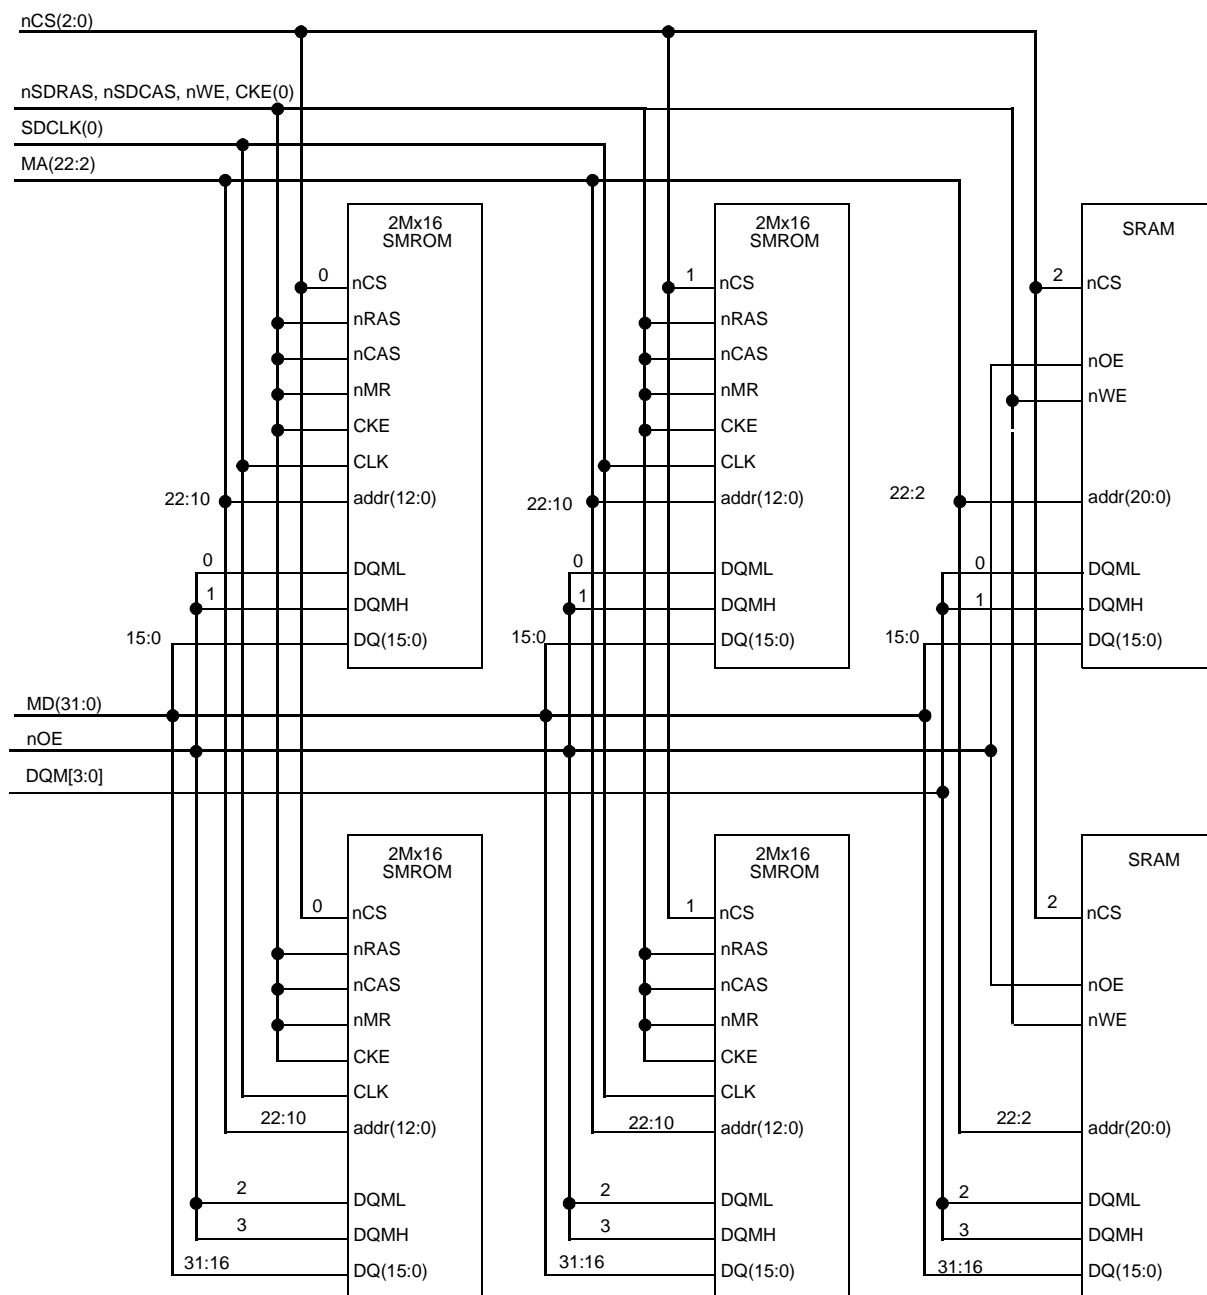 nCS(2:0)
nSDRAS, nSDCAS, nWE, CKE(0)
SDCLK(0)
MA(22:2)
2Mx16
SMROM
0
nCS
nRAS
nCAS
nMR
CKE
CLK
22:10
addr(12:0)
0
DQML
1
DQMH
15:0
DQ(15:0)
2Mx16
SMROM
1
nCS
nRAS
nCAS
nMR
CKE
CLK
22:10
addr(12:0)
0
DQML
1
DQMH
15:0
DQ(15:0)
SRAM
2
nCS
nOE
nWE
22:2
addr(20:0)
0
DQML
1
DQMH
15:0
DQ(15:0)
MD(31:0)
nOE
DQM[3:0]
2Mx16
SMROM
0
nCS
nRAS
nCAS
nMR
CKE
CLK
22:10
addr(12:0)
2
DQML
3
DQMH
31:16
DQ(15:0)
2Mx16
SMROM
1
nCS
nRAS
nCAS
nMR
CKE
CLK
22:10
addr(12:0)
2
DQML
3
DQMH
31:16
DQ(15:0)
SRAM
2
nCS
nOE
nWE
22:2
addr(20:0)
2
DQML
3
DQMH
31:16
DQ(15:0)